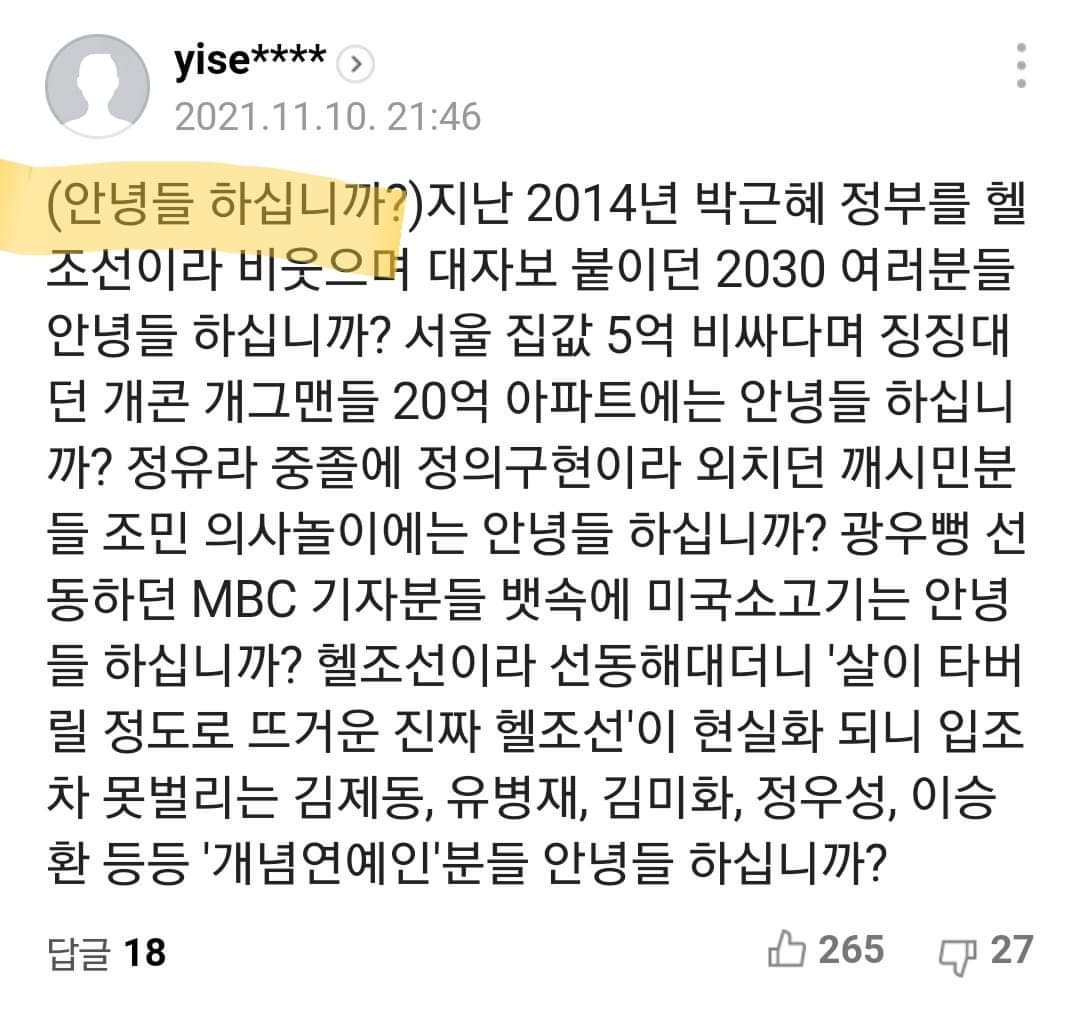 yise****
2021.11.10. 21:46
(안녕들 하십니까?)지난 2014년 박근혜 정부를 헬
조선이라 비웃으며 대자보 붙이던 2030 여러분들
안녕들 하십니까? 서울 집값 5억 비싸다며 징징대
던 개콘 개그맨들 20억 아파트에는 안녕들 하십니
까? 정유라 중졸에 정의구현이라 외치던 깨시민분
들 조민 의사놀이에는 안녕들 하십니까? 광우뻥 선
동하던 MBC 기자분들 뱃속에 미국소고기는 안녕
들 하십니까? 헬조선이라 선동해대더니 '살이 타버
릴 정도로 뜨거운 진짜 헬조선'이 현실화 되니 입조
차 못벌리는 김제동, 유병재, 김미화, 정우성, 이승
환 등등 '개념연예인'분들 안녕들 하십니까?
답글 18 265 27